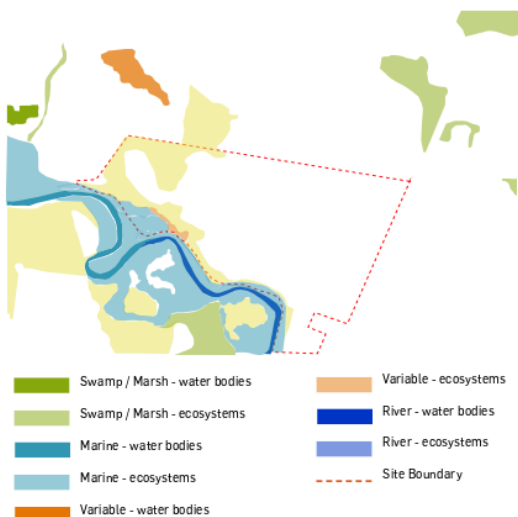 Swamp / Marsh - water bodies
Swamp / Marsh - ecosystems
Marine - water bodies
Marine - ecosystems
Variable - water bodies
Variable - ecosystems
River - water bodies
River - ecosystems
Site Boundary